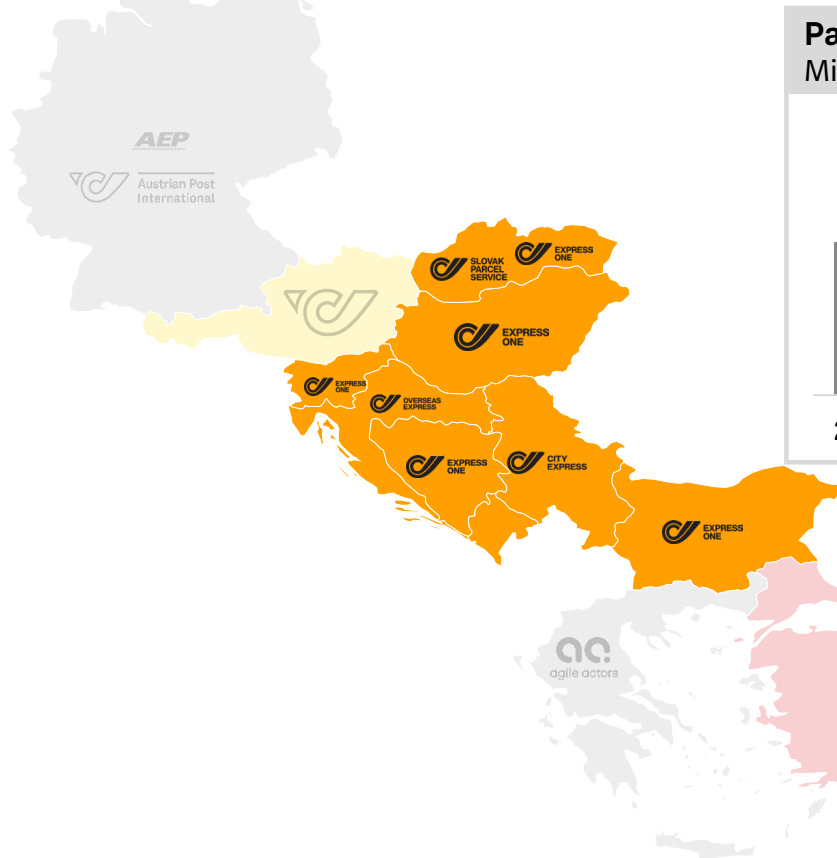 Pa
Mi
AEP
Austrian Post
International
SLOVAK
PARCEL
SERVICE
EXPRESS
ONE
EXPRESS
ONE
EXPRESS
ONE
OVERSEAS
EXPRESS
EXPRESS
ONE
CITY
EXPRESS
EXPRESS
ONE
agile actors